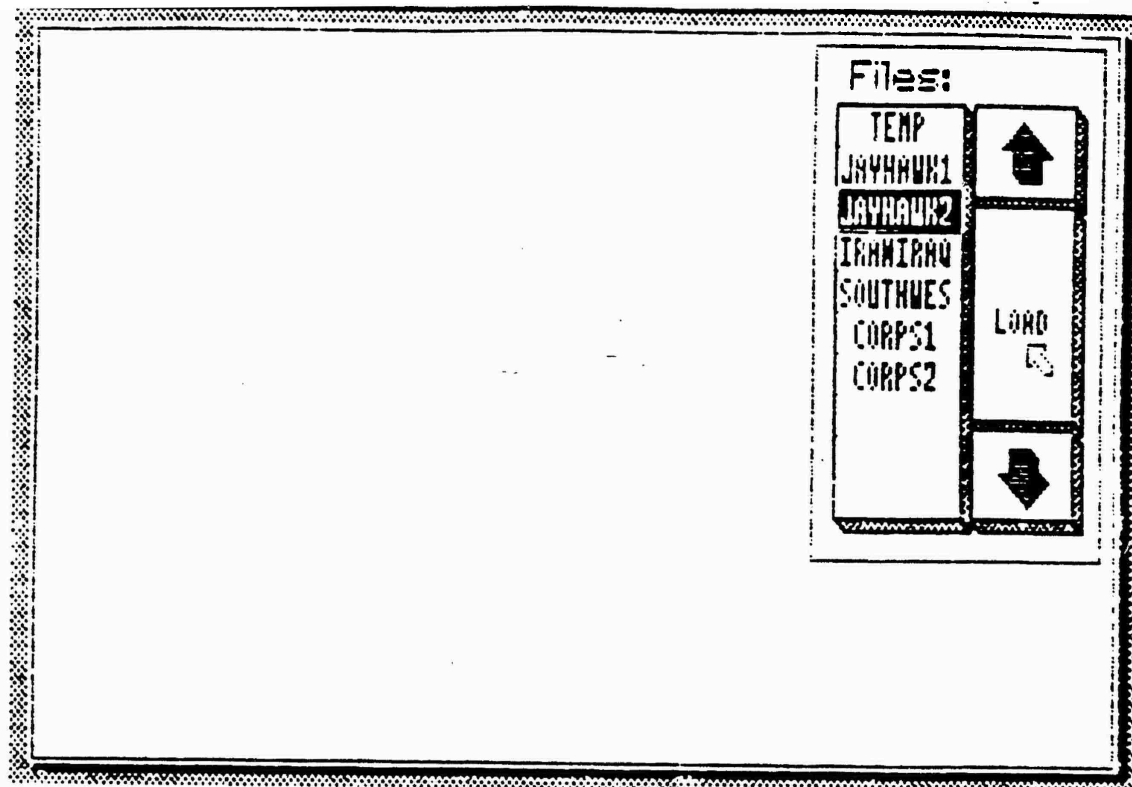 Files:
TEMP
JAYHAWK1
JAYHAWK2
IRANIRAQ
SOUTHWES
CORPS1
CORPS2
LOAD